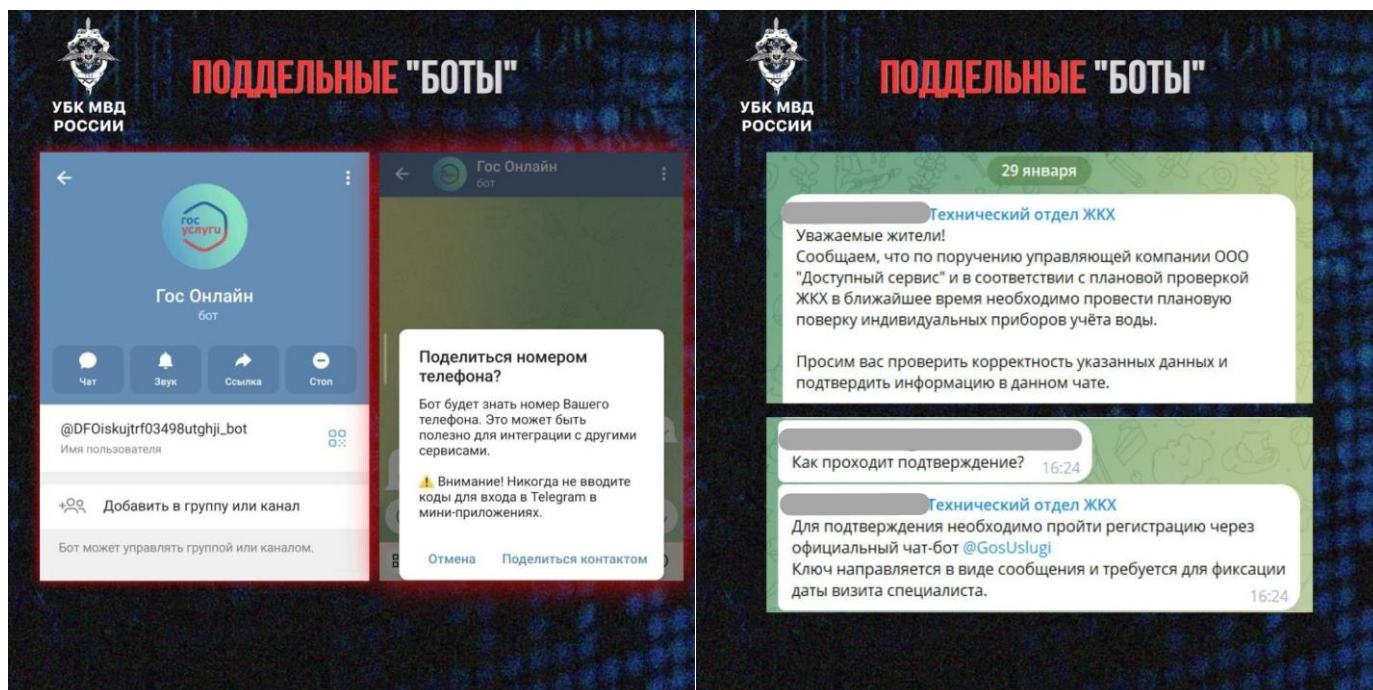 УБК МВД
РОССИИ
ПОДДЕЛЬНЫЕ "БОТЫ"
гос
услуги
Гос Онлайн
бот
Чат
Звук
Ссылка
Стоп
@DFOiskujtrf03498utghji_bot
Имя пользователя
Добавить в группу или канал
Бот может управлять группой или каналом.
Гос Онлайн
бот
Поделиться номером
телефона?
Бот будет знать номер Вашего
телефона. Это может быть
полезно для интеграции с другими
сервисами.
⚠️ Внимание! Никогда не вводите
коды для входа в Telegram в
мини-приложениях.
Отмена
Поделиться контактом
УБК МВД
РОССИИ
ПОДДЕЛЬНЫЕ "БОТЫ"
29 января
Технический отдел ЖКХ
Уважаемые жители!
Сообщаем, что по поручению управляющей компании ООО
"Доступный сервис" и в соответствии с плановой проверкой
ЖКХ в ближайшее время необходимо провести плановую
поверку индивидуальных приборов учёта воды.
Просим вас проверить корректность указанных данных и
подтвердить информацию в данном чате.
Как проходит подтверждение? 16:24
Технический отдел ЖКХ
Для подтверждения необходимо пройти регистрацию через
официальный чат-бот @GosUslugi
Ключ направляется в виде сообщения и требуется для фиксации
даты визита специалиста. 16:24